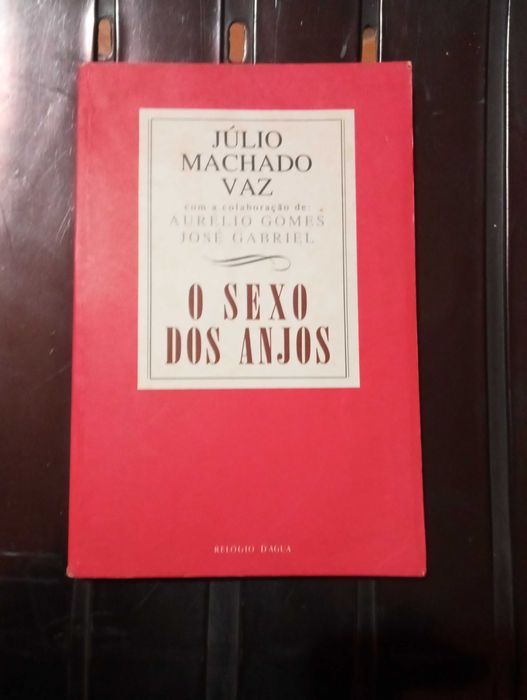 JÚLIO
MACHADO
VAZ
com a colaboração de:
AURÉLIO GOMES
JOSÉ GABRIEL
O SEXO
DOS ANJOS
RELÓGIO D'ÁGUA